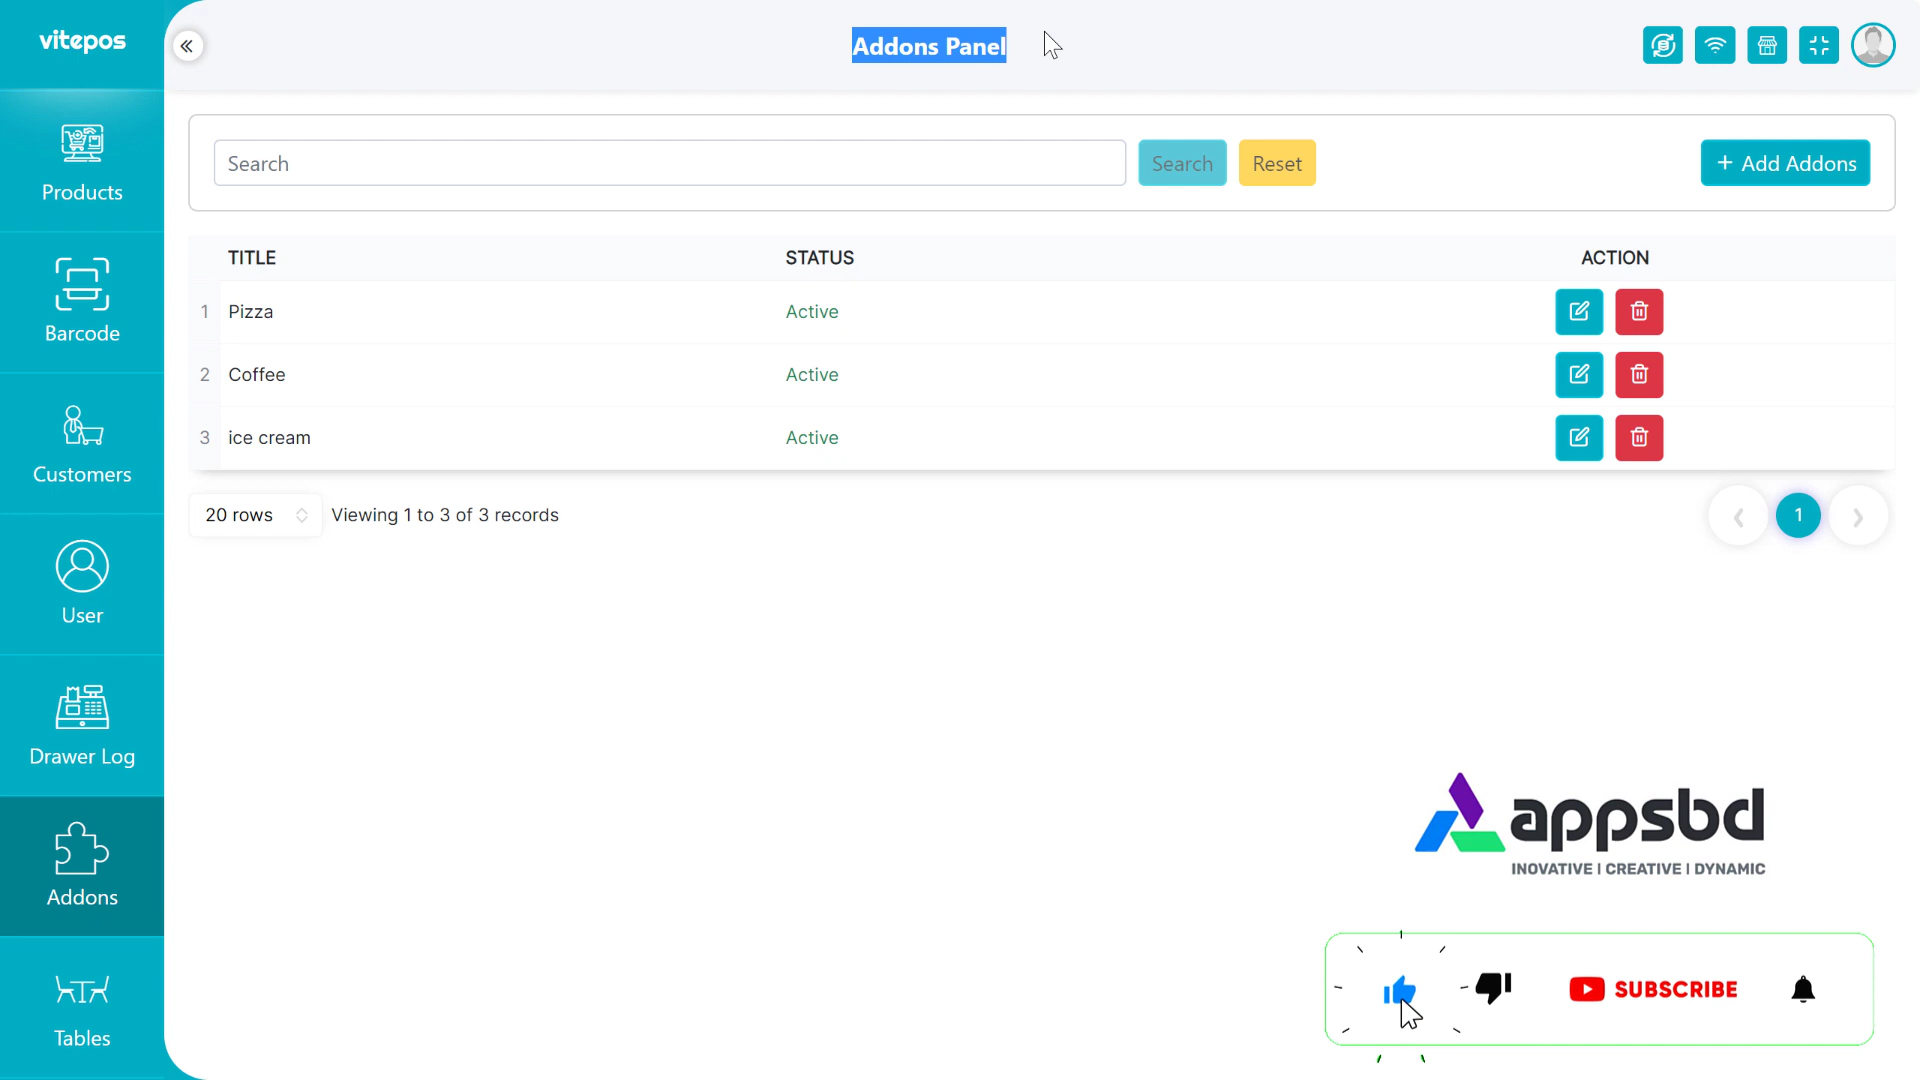 vitepos
Addons Panel
Products
Barcode
Customers
User
Drawer Log
Addons
Tables
Search
Search
Reset
+ Add Addons
TITLE STATUS ACTION
1 Pizza Active
2 Coffee Active
3 ice cream Active
20 rows
Viewing 1 to 3 of 3 records
1
appsbd
INOVATIVE | CREATIVE | DYNAMIC
SUBSCRIBE